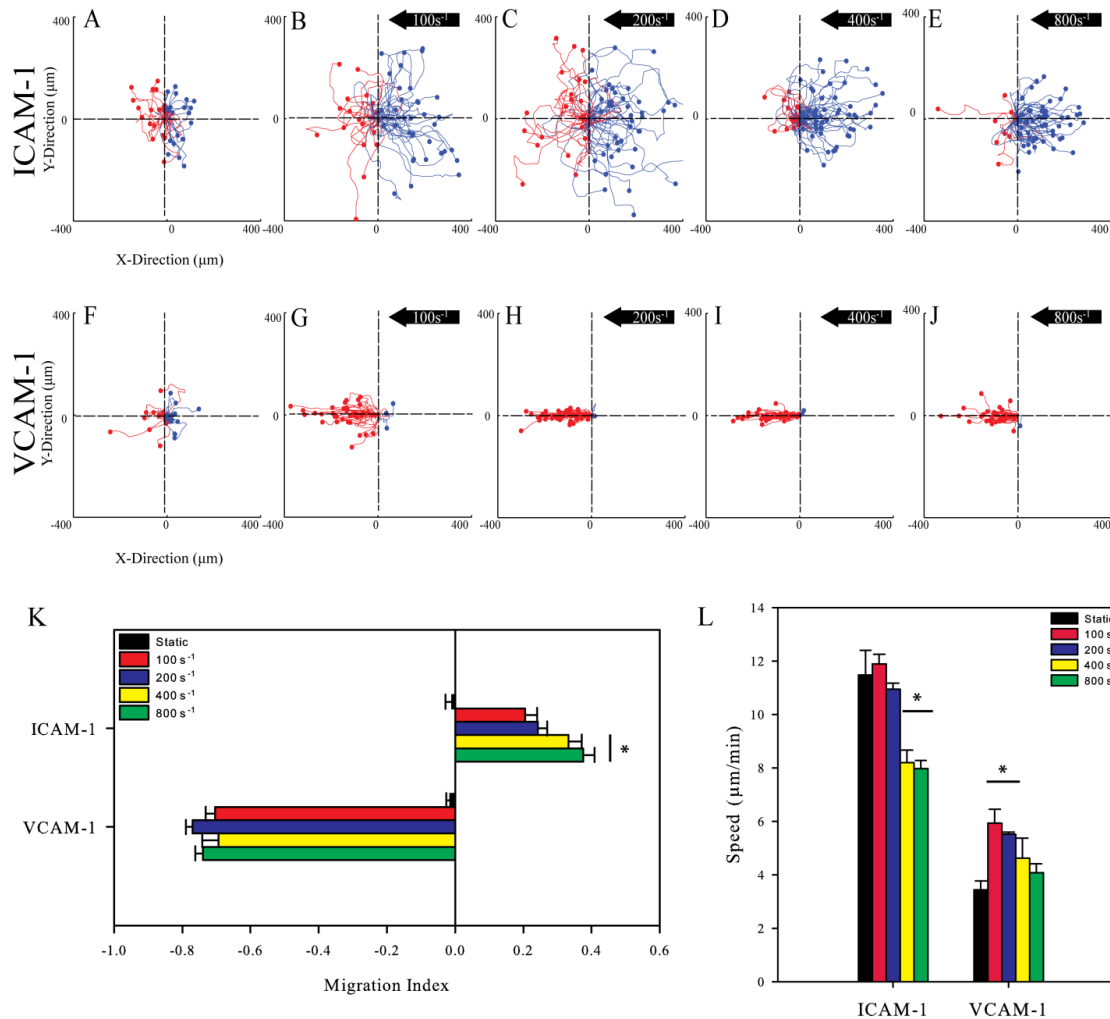 A B C D E
100s⁻¹ 200s⁻¹ 400s⁻¹ 800s⁻¹
ICAM-1
Y-Direction (μm)
400 400 400 400 400
0 0 0 0 0
-400 0 400 -400 0 400 -400 0 400 -400 0 400 -400 0 400
X-Direction (μm)
F G H I J
100s⁻¹ 200s⁻¹ 400s⁻¹ 800s⁻¹
VCAM-1
Y-Direction (μm)
400 400 400 400 400
0 0 0 0 0
-400 0 400 -400 0 400 -400 0 400 -400 0 400 -400 0 400
X-Direction (μm)
K
Static
100 s⁻¹
200 s⁻¹
400 s⁻¹
800 s⁻¹
ICAM-1
*
VCAM-1
-1.0 -0.8 -0.6 -0.4 -0.2 0.0 0.2 0.4 0.6
Migration Index
L
Speed (μm/min)
14
12
10
8
6
4
2
0
Static
100 s
200 s
400 s
800 s
*
*
ICAM-1 VCAM-1